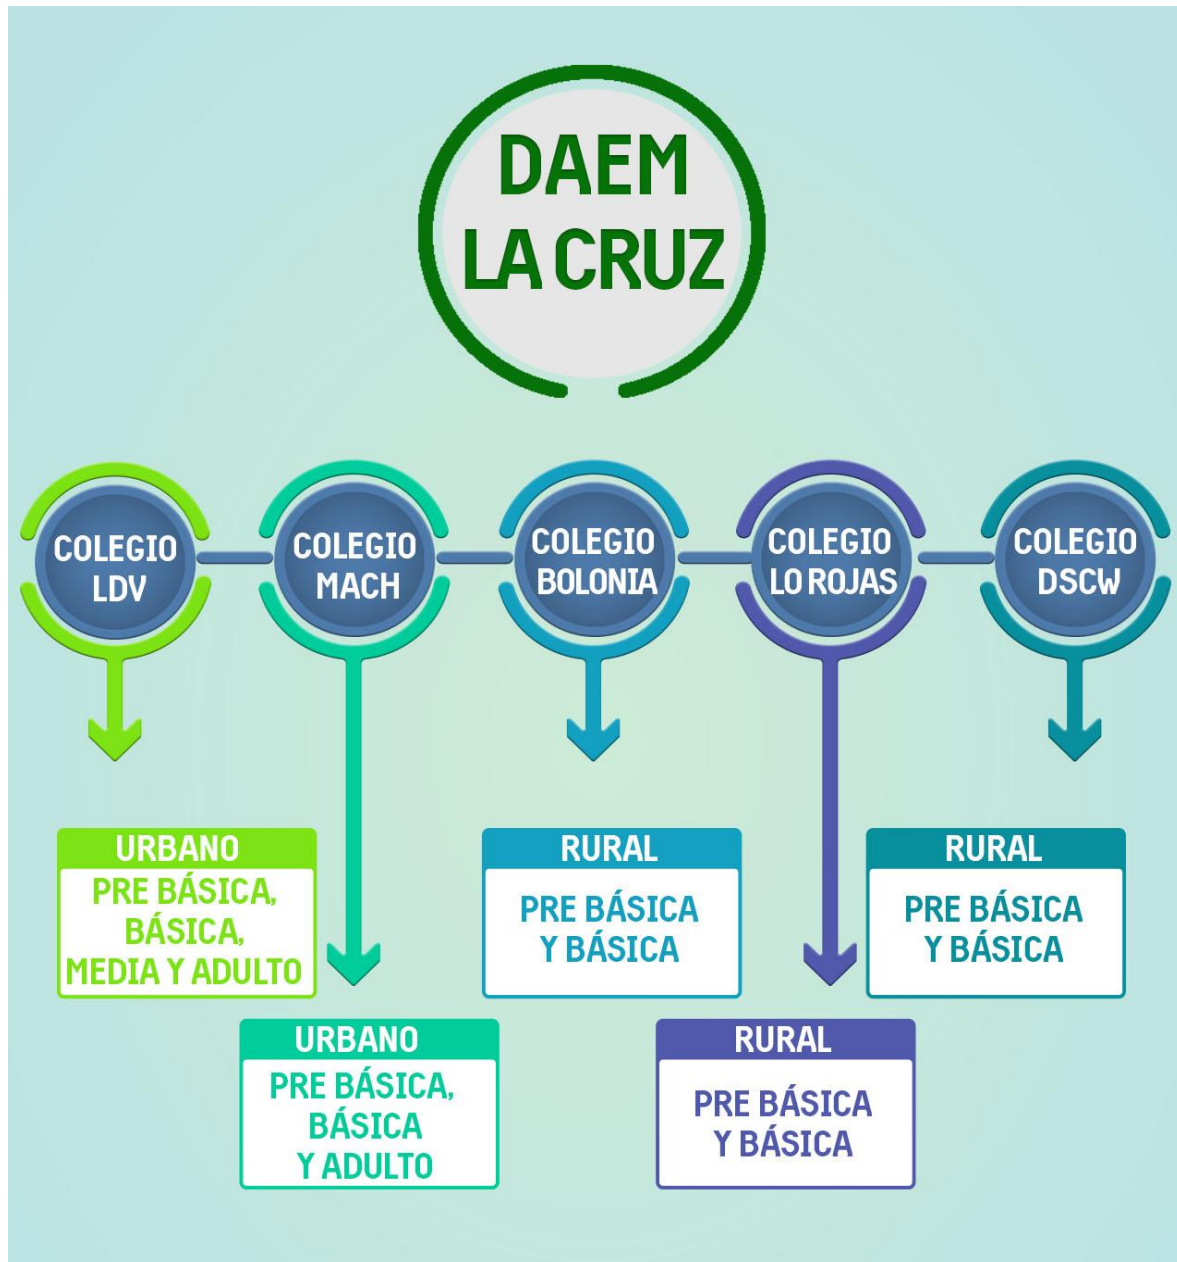 DAEM
LA CRUZ
COLEGIO
LDV
COLEGIO
MACH
COLEGIO
BOLONIA
COLEGIO
LO ROJAS
COLEGIO
DSCW
URBANO
PRE BÁSICA,
BÁSICA,
MEDIA Y ADULTO
RURAL
PRE BÁSICA
Y BÁSICA
RURAL
PRE BÁSICA
Y BÁSICA
URBANO
PRE BÁSICA,
BÁSICA
Y ADULTO
RURAL
PRE BÁSICA
Y BÁSICA